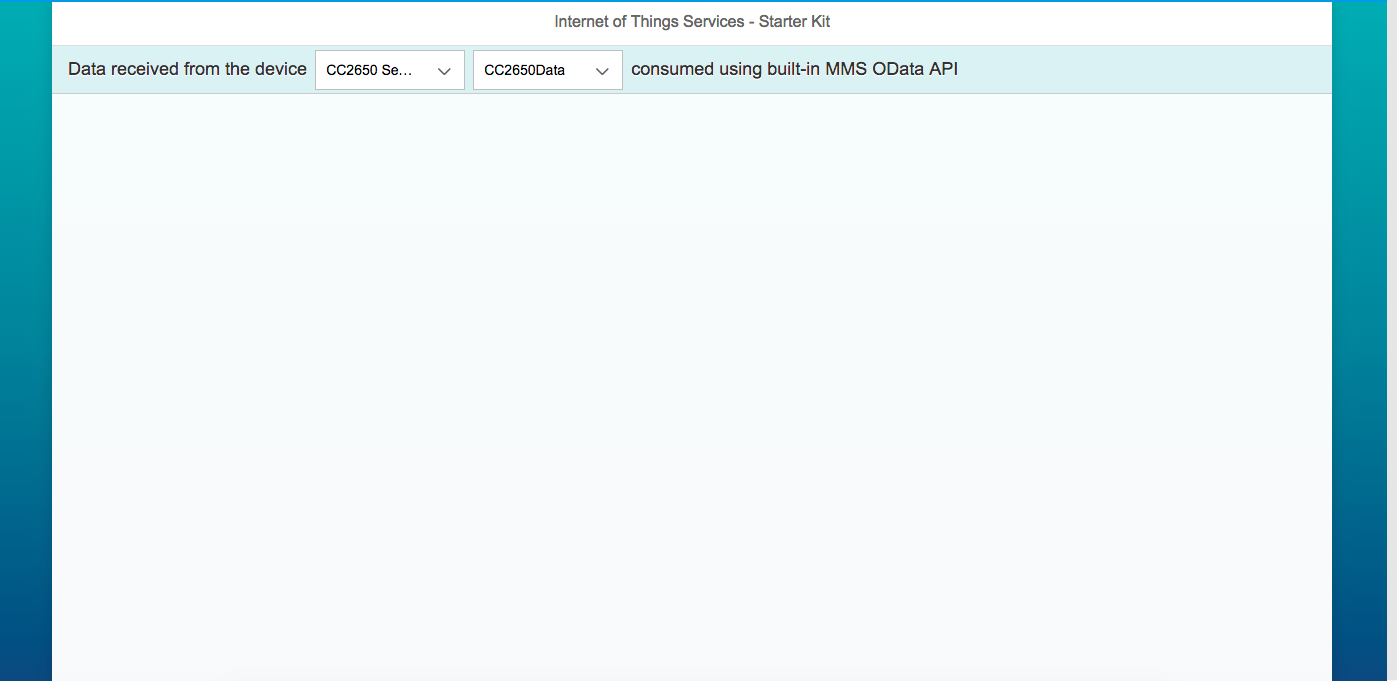 Internet of Things Services - Starter Kit
Data received from the device CC2650 Se... CC2650Data consumed using built-in MMS OData API